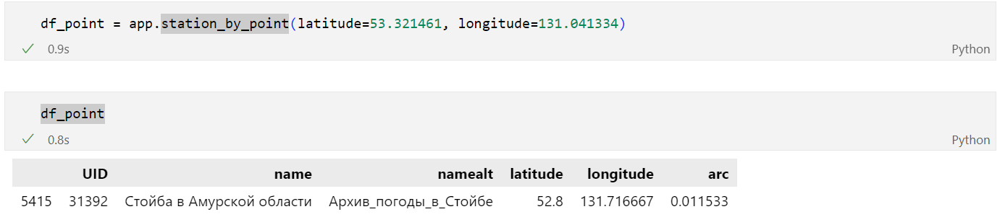 df_point = app.station_by_point(latitude=53.321461, longitude=131.041334)
0.9s Python
df_point
0.8s Python
UID name namealt latitude longitude arc
5415 31392 Стойба в Амурской области Архив_погоды_в_Стойбе 52.8 131.716667 0.011533